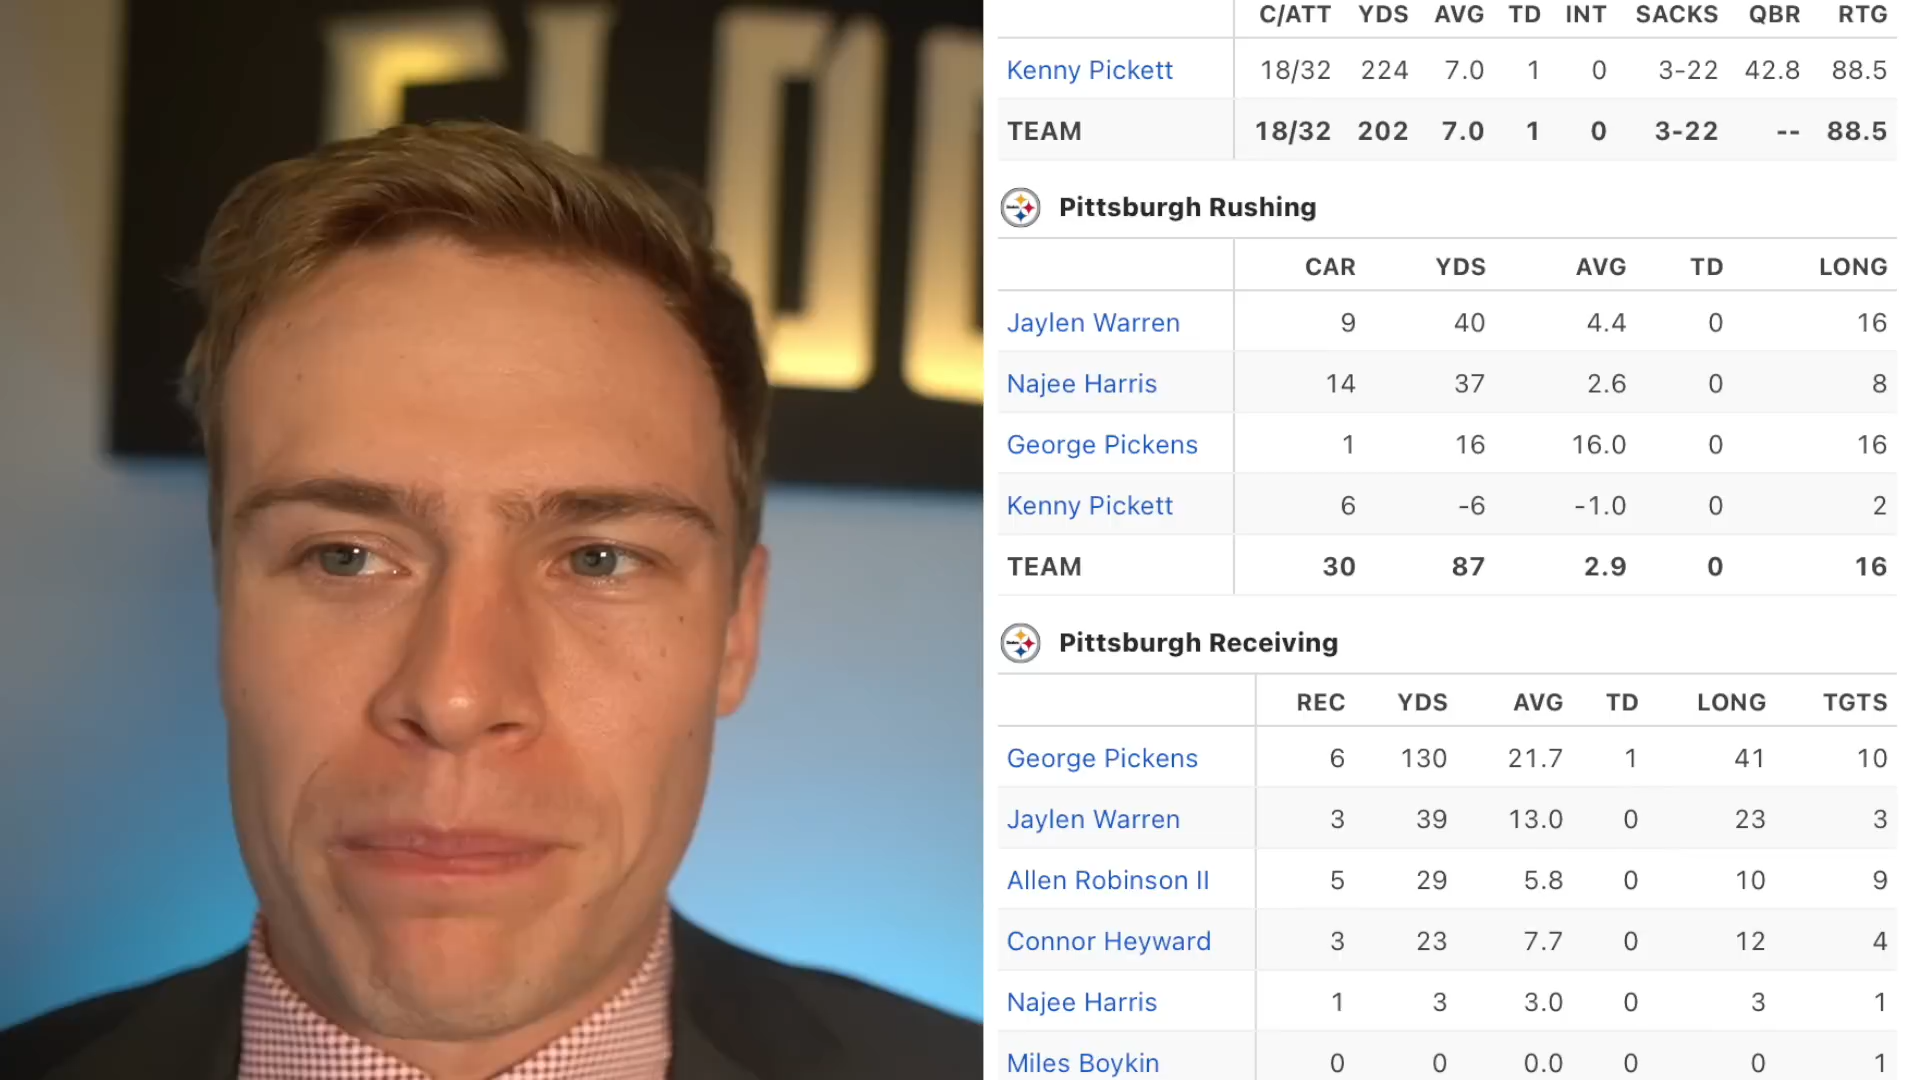 C/ATT YDS AVG TD INT SACKS QBR RTG
Kenny Pickett 18/32 224 7.0 1 0 3-22 42.8 88.5
TEAM 18/32 202 7.0 1 0 3-22 -- 88.5
Pittsburgh Rushing
CAR YDS AVG TD LONG
Jaylen Warren 9 40 4.4 0 16
Najee Harris 14 37 2.6 0 8
George Pickens 1 16 16.0 0 16
Kenny Pickett 6 -6 -1.0 0 2
TEAM 30 87 2.9 0 16
Pittsburgh Receiving
REC YDS AVG TD LONG TGTS
George Pickens 6 130 21.7 1 41 10
Jaylen Warren 3 39 13.0 0 23 3
Allen Robinson II 5 29 5.8 0 10 9
Connor Heyward 3 23 7.7 0 12 4
Najee Harris 1 3 3.0 0 3 1
Miles Boykin 0 0 0.0 0 0 1